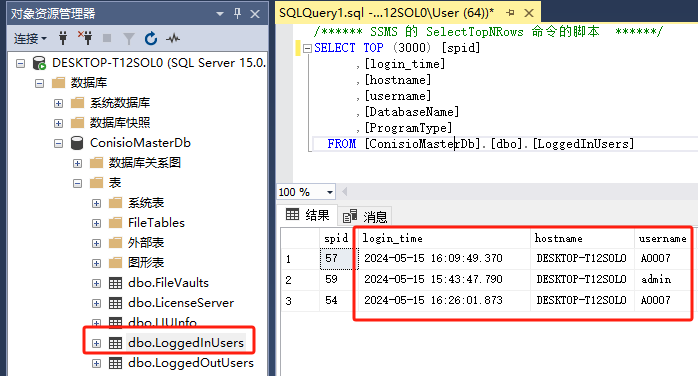 对象资源管理器
连接
DESKTOP-T12SOL0 (SQL Server 15.0.
数据库
系统数据库
数据库快照
ConisioMasterDb
数据库关系图
表
系统表
FileTables
外部表
图形表
dbo.FileVaults
dbo.LicenseServer
dbo.LIUInfo
dbo.LoggedInUsers
dbo.LoggedOutUsers
SQLQuery1.sql -...12SOL0\User (64))*
/****** SSMS 的 SelectTopNRows 命令的脚本 ******/
SELECT TOP (3000) [spid]
,[login_time]
,[hostname]
,[username]
,[DatabaseName]
,[ProgramType]
FROM [ConisioMasterDb].[dbo].[LoggedInUsers]
100 %
结果 消息
spid login_time hostname username
1 57 2024-05-15 16:09:49.370 DESKTOP-T12SOL0 A0007
2 59 2024-05-15 15:43:47.790 DESKTOP-T12SOL0 admin
3 54 2024-05-15 16:26:01.873 DESKTOP-T12SOL0 A0007